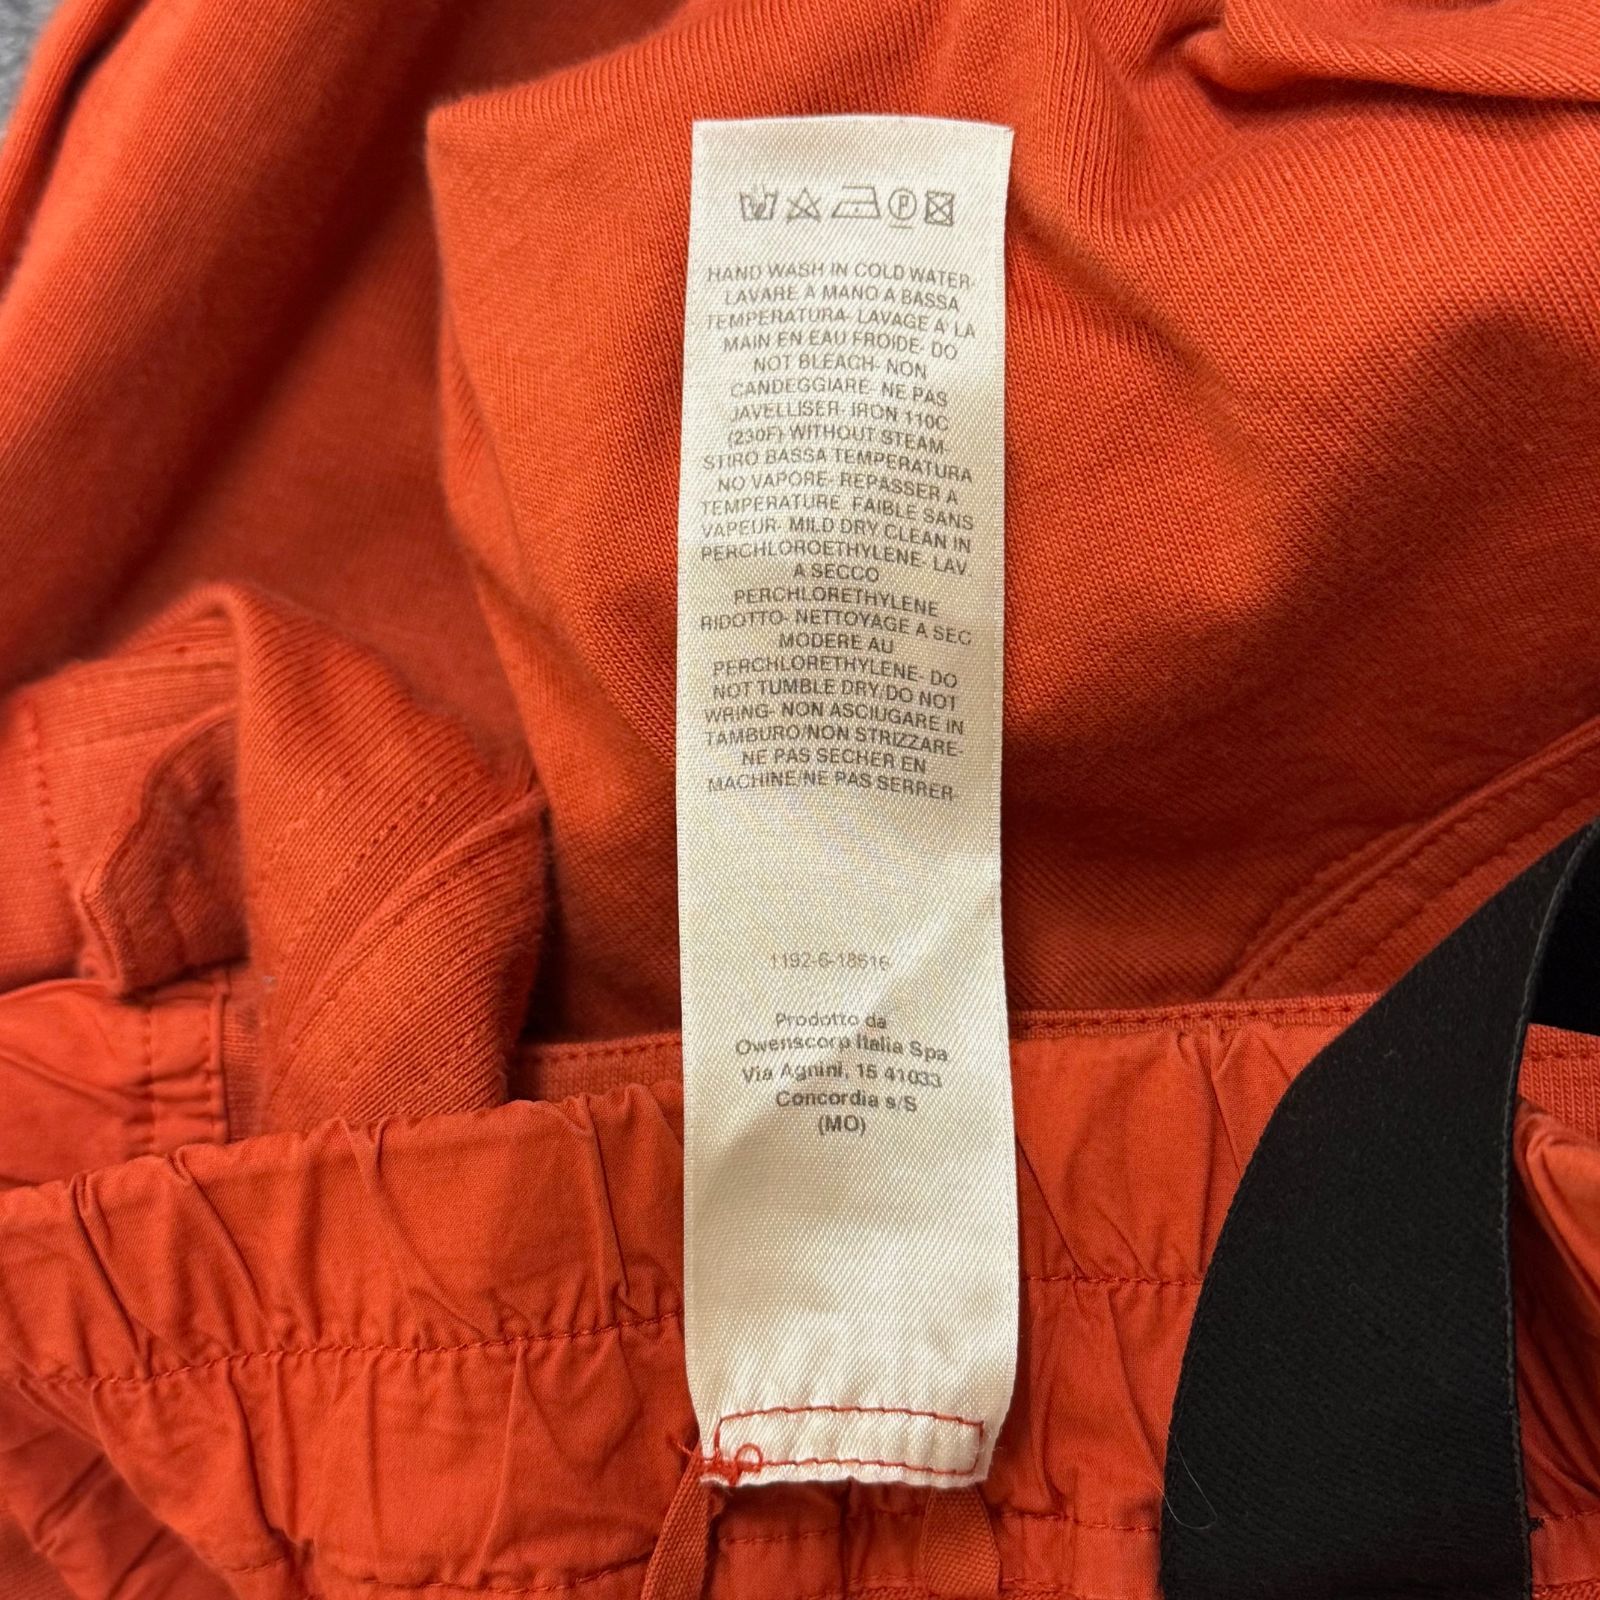 HAND WASH IN COLD WATER-
LAVARE A MANO A BASSA
TEMPERATURA- LAVAGE A LA
MAIN EN EAU FROIDE- DO
NOT BLEACH- NON
CANDEGGIARE- NE PAS
JAVELLISER- IRON 110C
(230F) WITHOUT STEAM-
STIRO BASSA TEMPERATURA
NO VAPORE- REPASSER A
TEMPERATURE FAIBLE SANS
VAPEUR- MILD DRY CLEAN IN
PERCHLOROETHYLENE- LAV.
A SECCO
PERCHLORETHYLENE
RIDOTTO- NETTOYAGE A SEC
MODERE AU
PERCHLORETHYLENE- DO
NOT TUMBLE DRY/DO NOT
WRING- NON ASCIUGARE IN
TAMBURO/NON STRIZZARE-
NE PAS SECHER EN
MACHINE/NE PAS SERRER-
1192-6-18616-
Prodotto da
Owenscorp Italia Spa
Via Agnini, 15 41033
Concordia s/S
(MO)